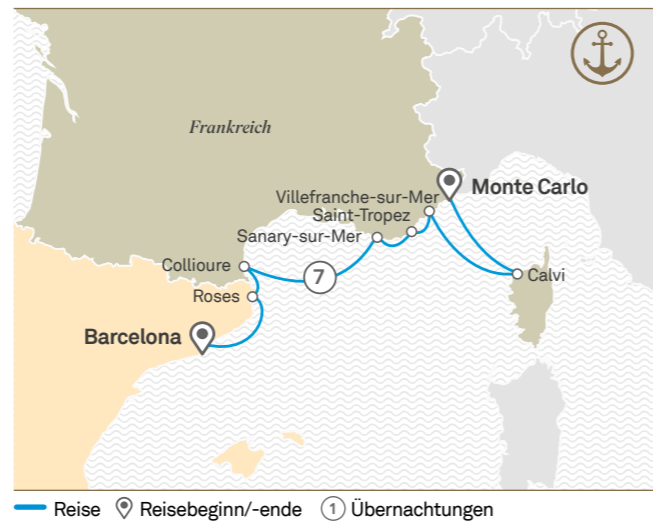 Frankreich
Monte Carlo
Villefranche-sur-Mer
Saint-Tropez
Sanary-sur-Mer
Collioure
7
Calvi
Roses
Barcelona
Reise
Reisebeginn/-ende
1 Übernachtungen